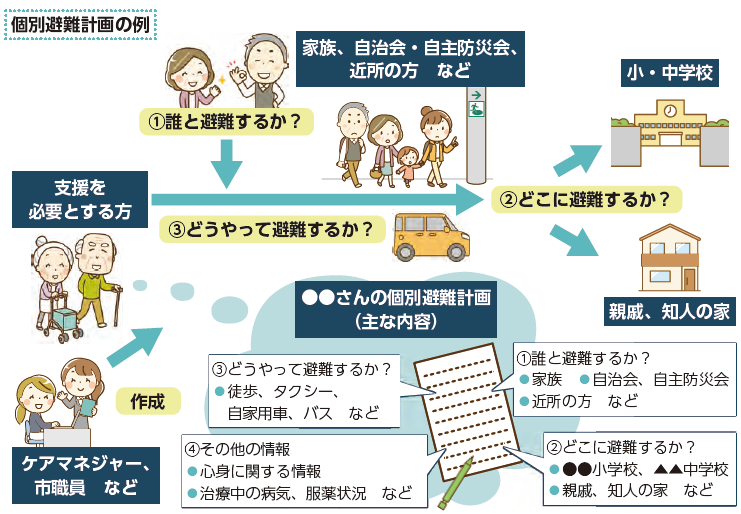 個別避難計画の例
家族、自治会・自主防災会、
近所の方　など
小・中学校
①誰と避難するか？
支援を
必要とする方
②どこに避難するか？
③どうやって避難するか？
親戚、知人の家
●●さんの個別避難計画
（主な内容）
作成
ケアマネジャー、
市職員　など
③どうやって避難するか？
●徒歩、タクシー、
自家用車、バス　など
①誰と避難するか？
●家族　●自治会、自主防災会
●近所の方　など
④その他の情報
●心身に関する情報
●治療中の病気、服薬状況　など
②どこに避難するか？
●●●小学校、▲▲中学校
●親戚、知人の家　など